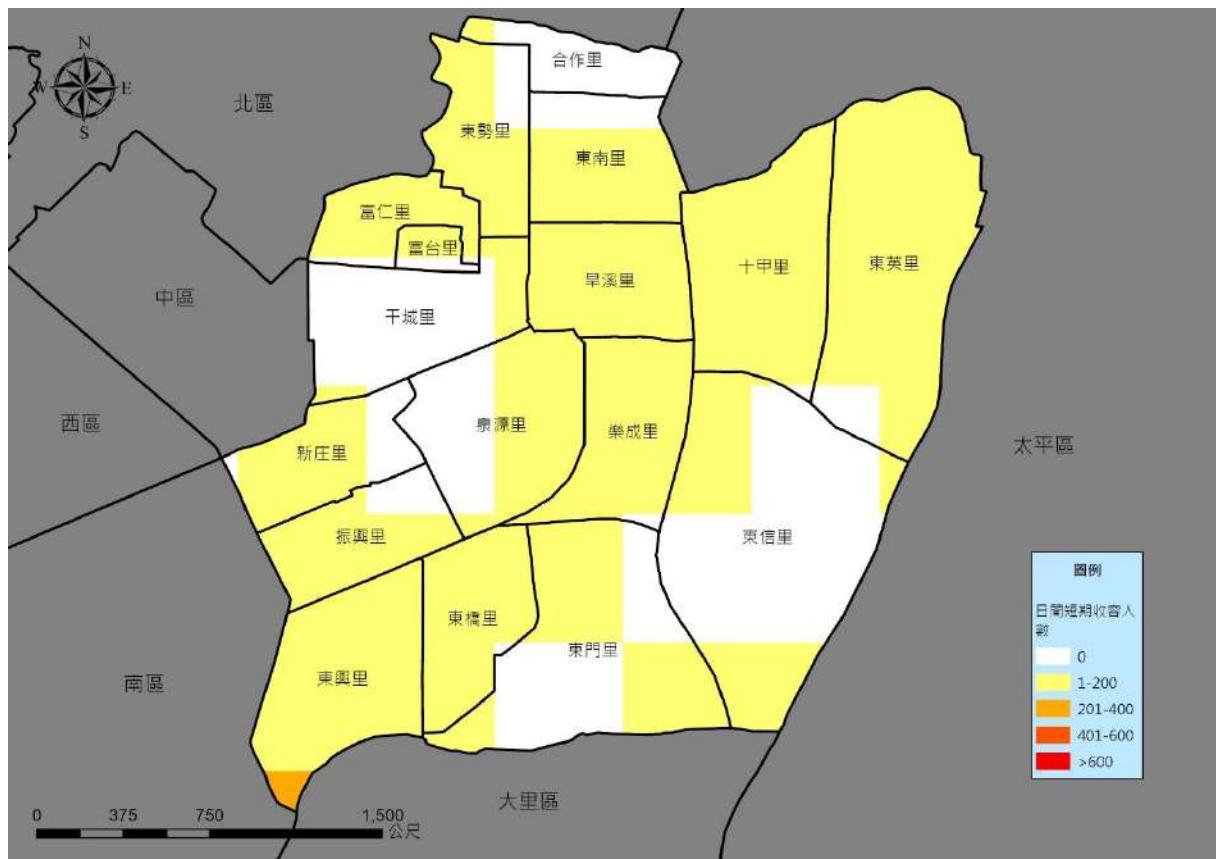 N
W
E
S
合作里
北區
東勢里
東南里
富仁里
富台里
旱溪里
十甲里
東英里
中區
干城里
西區
泉源里
樂成里
新庄里
太平區
振興里
東信里
東橋里
東門里
東興里
南區
大里區
圖例
日間短期收容人
數
0
1-200
201-400
401-600
>600
0 375 750 1,500
公尺